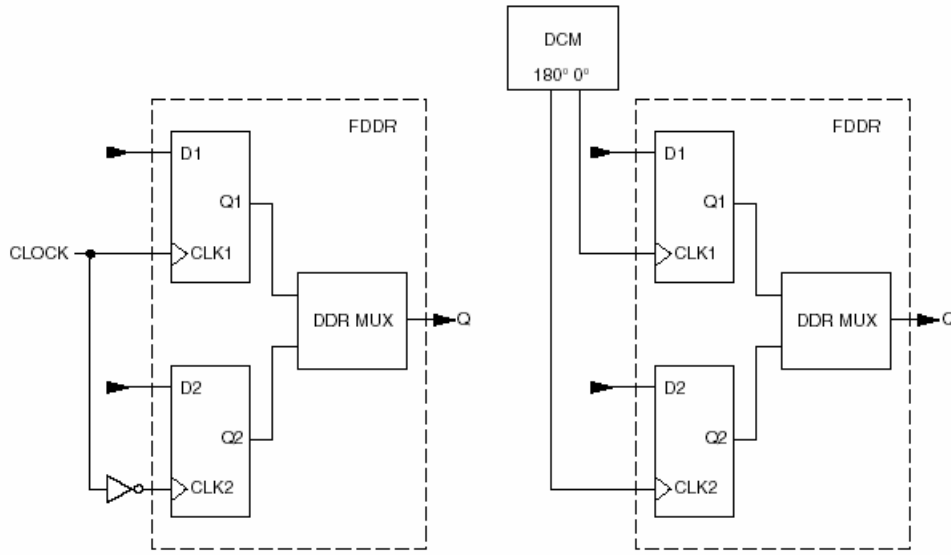 DCM
180° 0°
FDDR
D1
Q1
CLOCK
CLK1
DDR MUX
Q
D2
Q2
CLK2
FDDR
D1
Q1
CLK1
DDR MUX
D2
Q2
CLK2